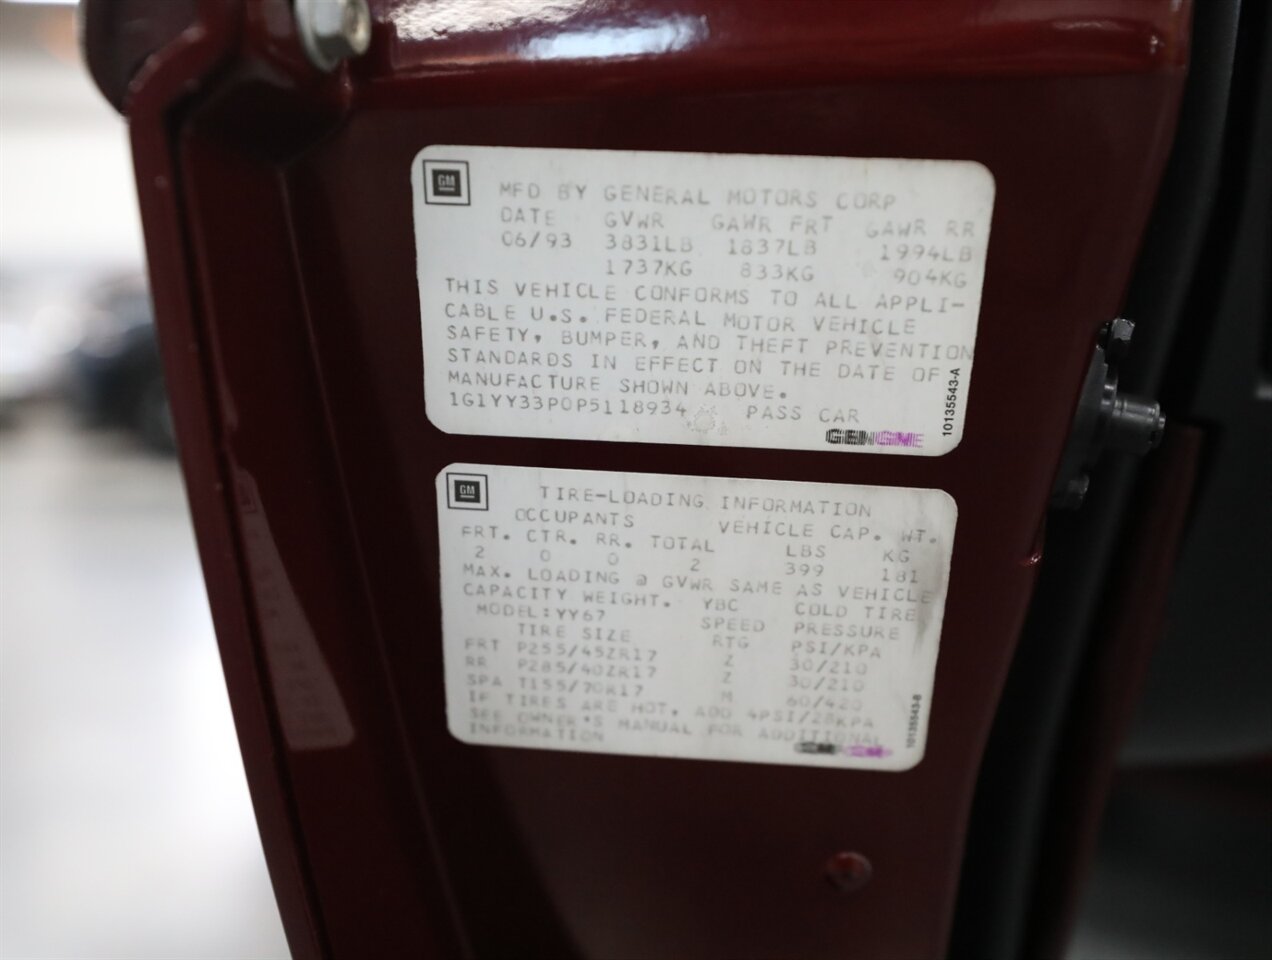 GM
MFD BY GENERAL MOTORS CORP
DATE GVWR GAWR FRT GAWR RR
06/93 3831LB 1837LB 1994LB
1737KG 833KG 904KG
THIS VEHICLE CONFORMS TO ALL APPLI-
CABLE U.S. FEDERAL MOTOR VEHICLE
SAFETY, BUMPER, AND THEFT PREVENTION
STANDARDS IN EFFECT ON THE DATE OF
MANUFACTURE SHOWN ABOVE.
1G1YY33P0P5118934 PASS CAR
10135543-A
GM
TIRE-LOADING INFORMATION
OCCUPANTS VEHICLE CAP. WT.
FRT. CTR. RR. TOTAL LBS KG
2 0 0 2 399 181
MAX. LOADING @ GVWR SAME AS VEHICLE
CAPACITY WEIGHT. YBC COLD TIRE
MODEL:YY67 SPEED PRESSURE
TIRE SIZE RTG PSI/KPA
FRT P255/45ZR17 Z 30/210
RR P285/40ZR17 Z 30/210
SPA T155/70R17 M 60/420
IF TIRES ARE HOT, ADD 4PSI/28KPA
SEE OWNER'S MANUAL FOR ADDITIONAL
INFORMATION
10135543-B